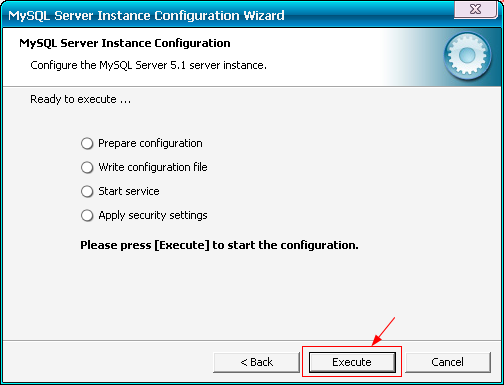 MySQL Server Instance Configuration Wizard
MySQL Server Instance Configuration
Configure the MySQL Server 5.1 server instance.
Ready to execute ...
Prepare configuration
Write configuration file
Start service
Apply security settings
Please press [Execute] to start the configuration.
< Back
Execute
Cancel